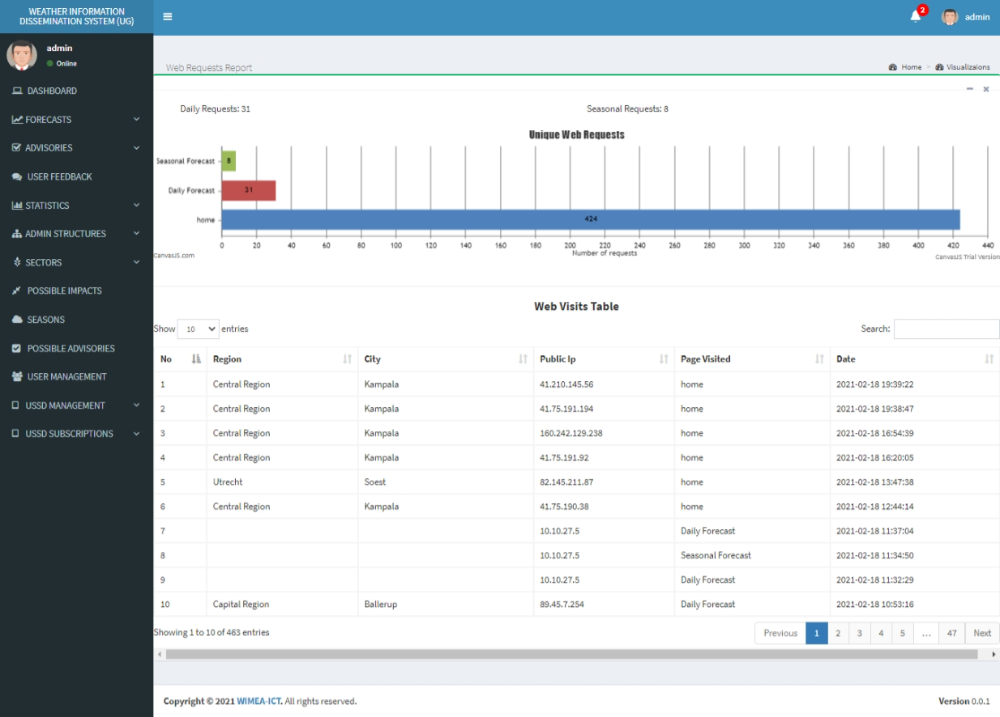 WEATHER INFORMATION
DISSEMINATION SYSTEM (UG)
2
admin
admin
Online
DASHBOARD
FORECASTS
ADVISORIES
USER FEEDBACK
STATISTICS
ADMIN STRUCTURES
SECTORS
POSSIBLE IMPACTS
SEASONS
POSSIBLE ADVISORIES
USER MANAGEMENT
USSD MANAGEMENT
USSD SUBSCRIPTIONS
Web Requests Report
Home > Visualizaions
Daily Requests: 31 Seasonal Requests: 8
Unique Web Requests
Seasonal Forecast 8
Daily Forecast 31
home 424
0 20 40 60 80 100 120 140 160 180 200 220 240 260 280 300 320 340 360 380 400 420 440
Number of requests
CanvasJS.com CanvasJS Trial Version
Web Visits Table
Show 10 entries Search:
No Region City Public Ip Page Visited Date
1 Central Region Kampala 41.210.145.56 home 2021-02-18 19:39:22
2 Central Region Kampala 41.75.191.194 home 2021-02-18 19:38:47
3 Central Region Kampala 160.242.129.238 home 2021-02-18 16:54:39
4 Central Region Kampala 41.75.191.92 home 2021-02-18 16:20:05
5 Utrecht Soest 82.145.211.87 home 2021-02-18 13:47:38
6 Central Region Kampala 41.75.190.38 home 2021-02-18 12:44:14
7 10.10.27.5 Daily Forecast 2021-02-18 11:37:04
8 10.10.27.5 Seasonal Forecast 2021-02-18 11:34:50
9 10.10.27.5 Daily Forecast 2021-02-18 11:32:29
10 Capital Region Ballerup 89.45.7.254 Daily Forecast 2021-02-18 10:53:16
Showing 1 to 10 of 463 entries Previous 1 2 3 4 5 ... 47 Next
Copyright © 2021 WIMEA-ICT. All rights reserved. Version 0.0.1